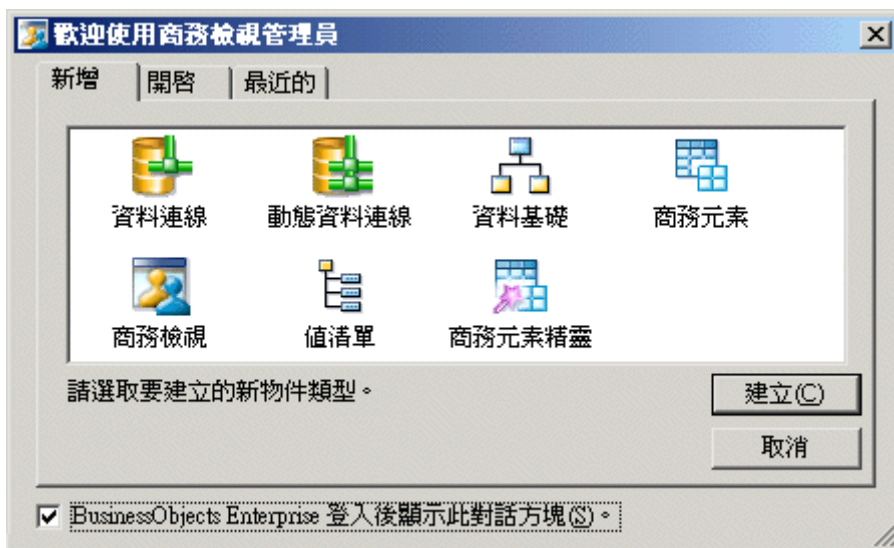 歡迎使用商務檢視管理員
新增 開啓 最近的
資料連線 動態資料連線 資料基礎 商務元素
商務檢視 值清單 商務元素精靈
請選取要建立的新物件類型。
建立(C)
取消
BusinessObjects Enterprise 登入後顯示此對話方塊(S)。